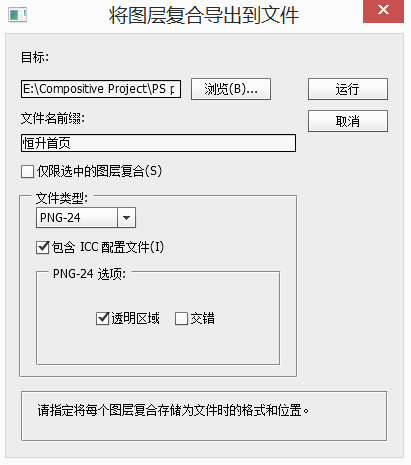 将图层复合导出到文件
目标:
E:\Compositive Project\PS p
浏览(B)...
运行
文件名前缀:
取消
恒升首页
仅限选中的图层复合(S)
文件类型:
PNG-24
包含 ICC 配置文件(I)
PNG-24 选项:
透明区域
交错
请指定将每个图层复合存储为文件时的格式和位置。